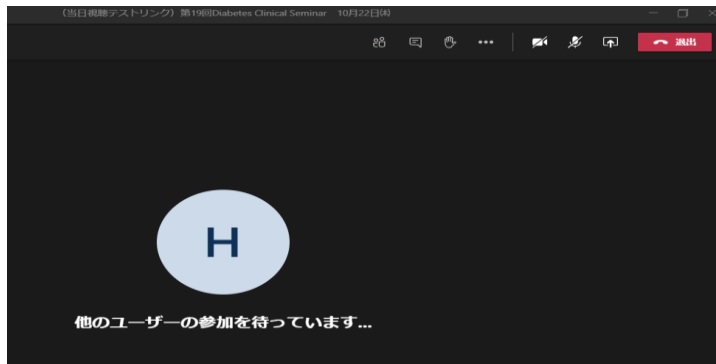 (当日視聴テストリンク) 第19回Diabetes Clinical Seminar 10月22日㈭
退出
H
他のユーザーの参加を待っています...